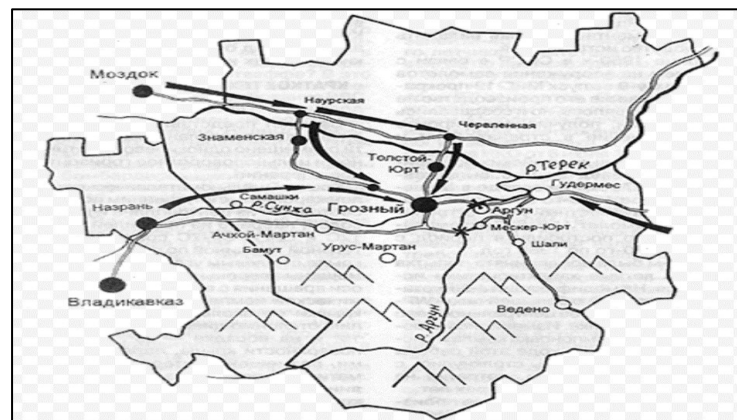 Моздок
Наурская
Червленная
Знаменская
Толстой-
Юрт
р. Терек
Гудермес
Самашки
р. Сунжа
Грозный
Аргун
Назрань
Ачхой-Мартан
Мескер-Юрт
Бамут
Урус-Мартан
Шали
Владикавказ
Ведено
р. Аргун